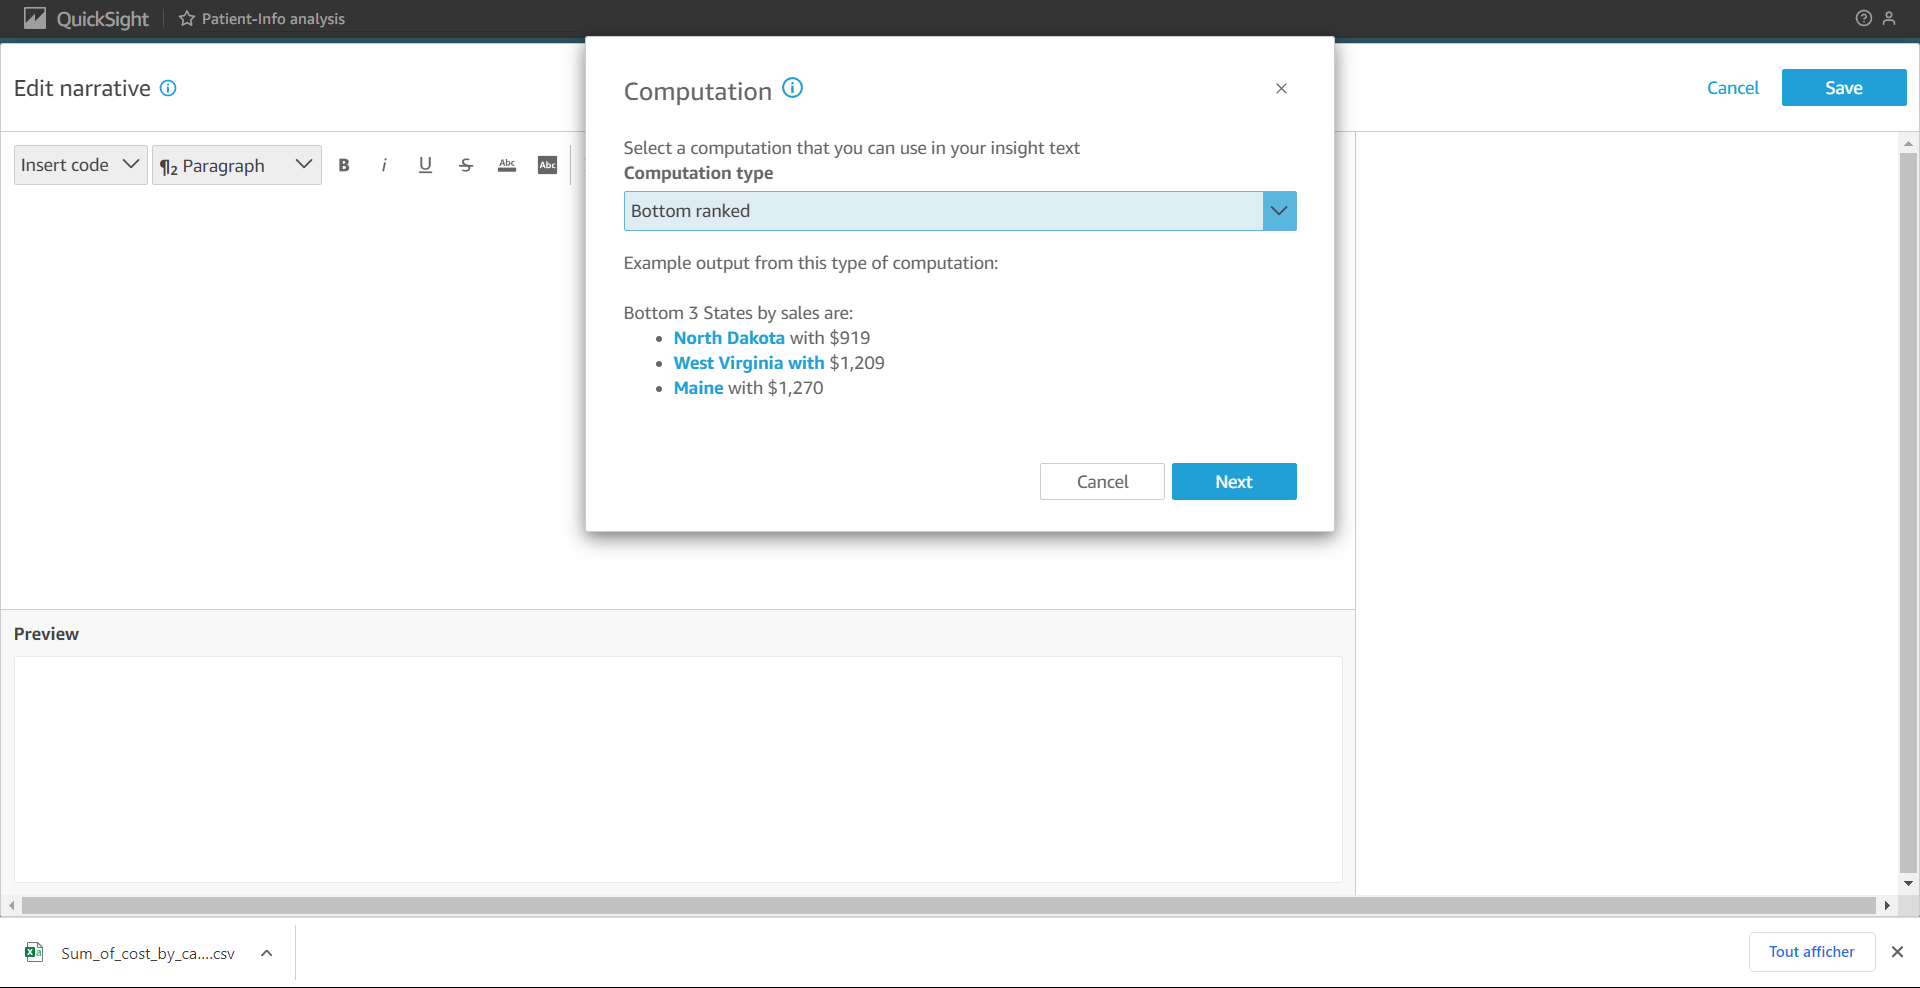 QuickSight Patient-Info analysis
Edit narrative
Cancel Save
Insert code ¶2 Paragraph B i U S Abc Abc
Computation
Select a computation that you can use in your insight text
Computation type
Bottom ranked
Example output from this type of computation:
Bottom 3 States by sales are:
• North Dakota with $919
• West Virginia with $1,209
• Maine with $1,270
Cancel Next
Preview
Sum_of_cost_by_ca....csv
Tout afficher